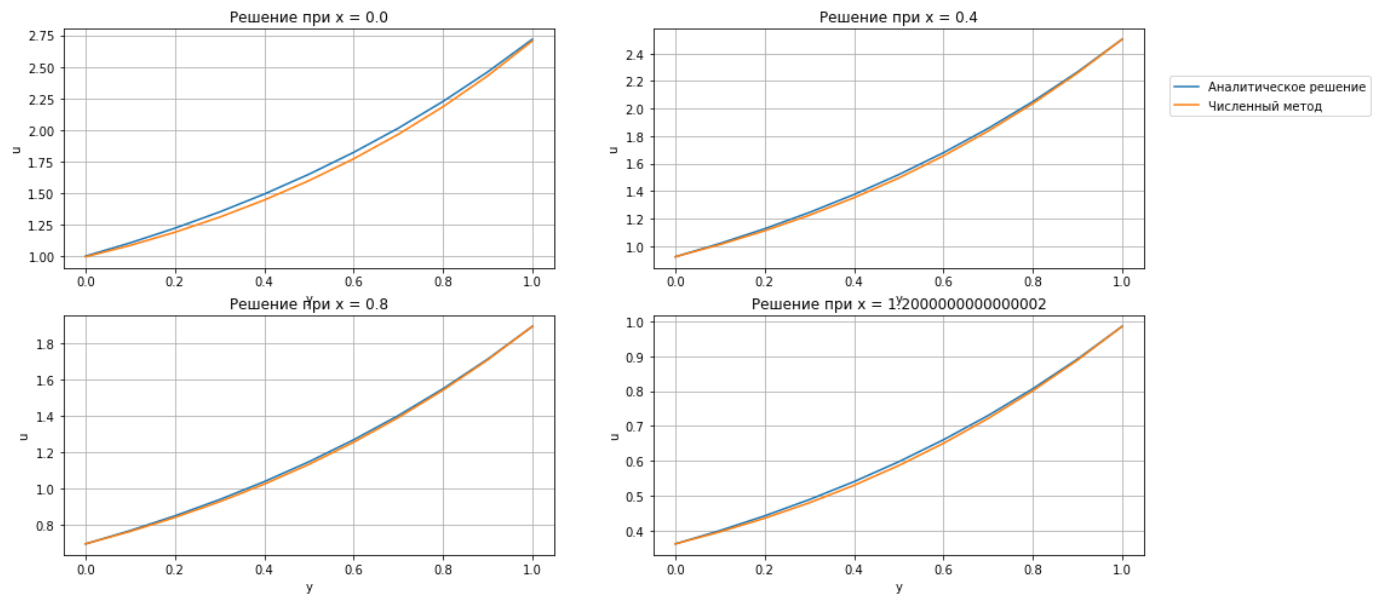 Решение при x = 0.0
2.75
2.50
2.25
2.00
1.75
1.50
1.25
1.00
u
0.0 0.2 0.4 0.6 0.8 1.0
y
Решение при x = 0.4
2.4
2.2
2.0
1.8
1.6
1.4
1.2
1.0
u
0.0 0.2 0.4 0.6 0.8 1.0
y
Аналитическое решение
Численный метод
Решение при x = 0.8
1.8
1.6
1.4
1.2
1.0
0.8
u
0.0 0.2 0.4 0.6 0.8 1.0
y
Решение при x = 1.2000000000000002
1.0
0.9
0.8
0.7
0.6
0.5
0.4
u
0.0 0.2 0.4 0.6 0.8 1.0
y